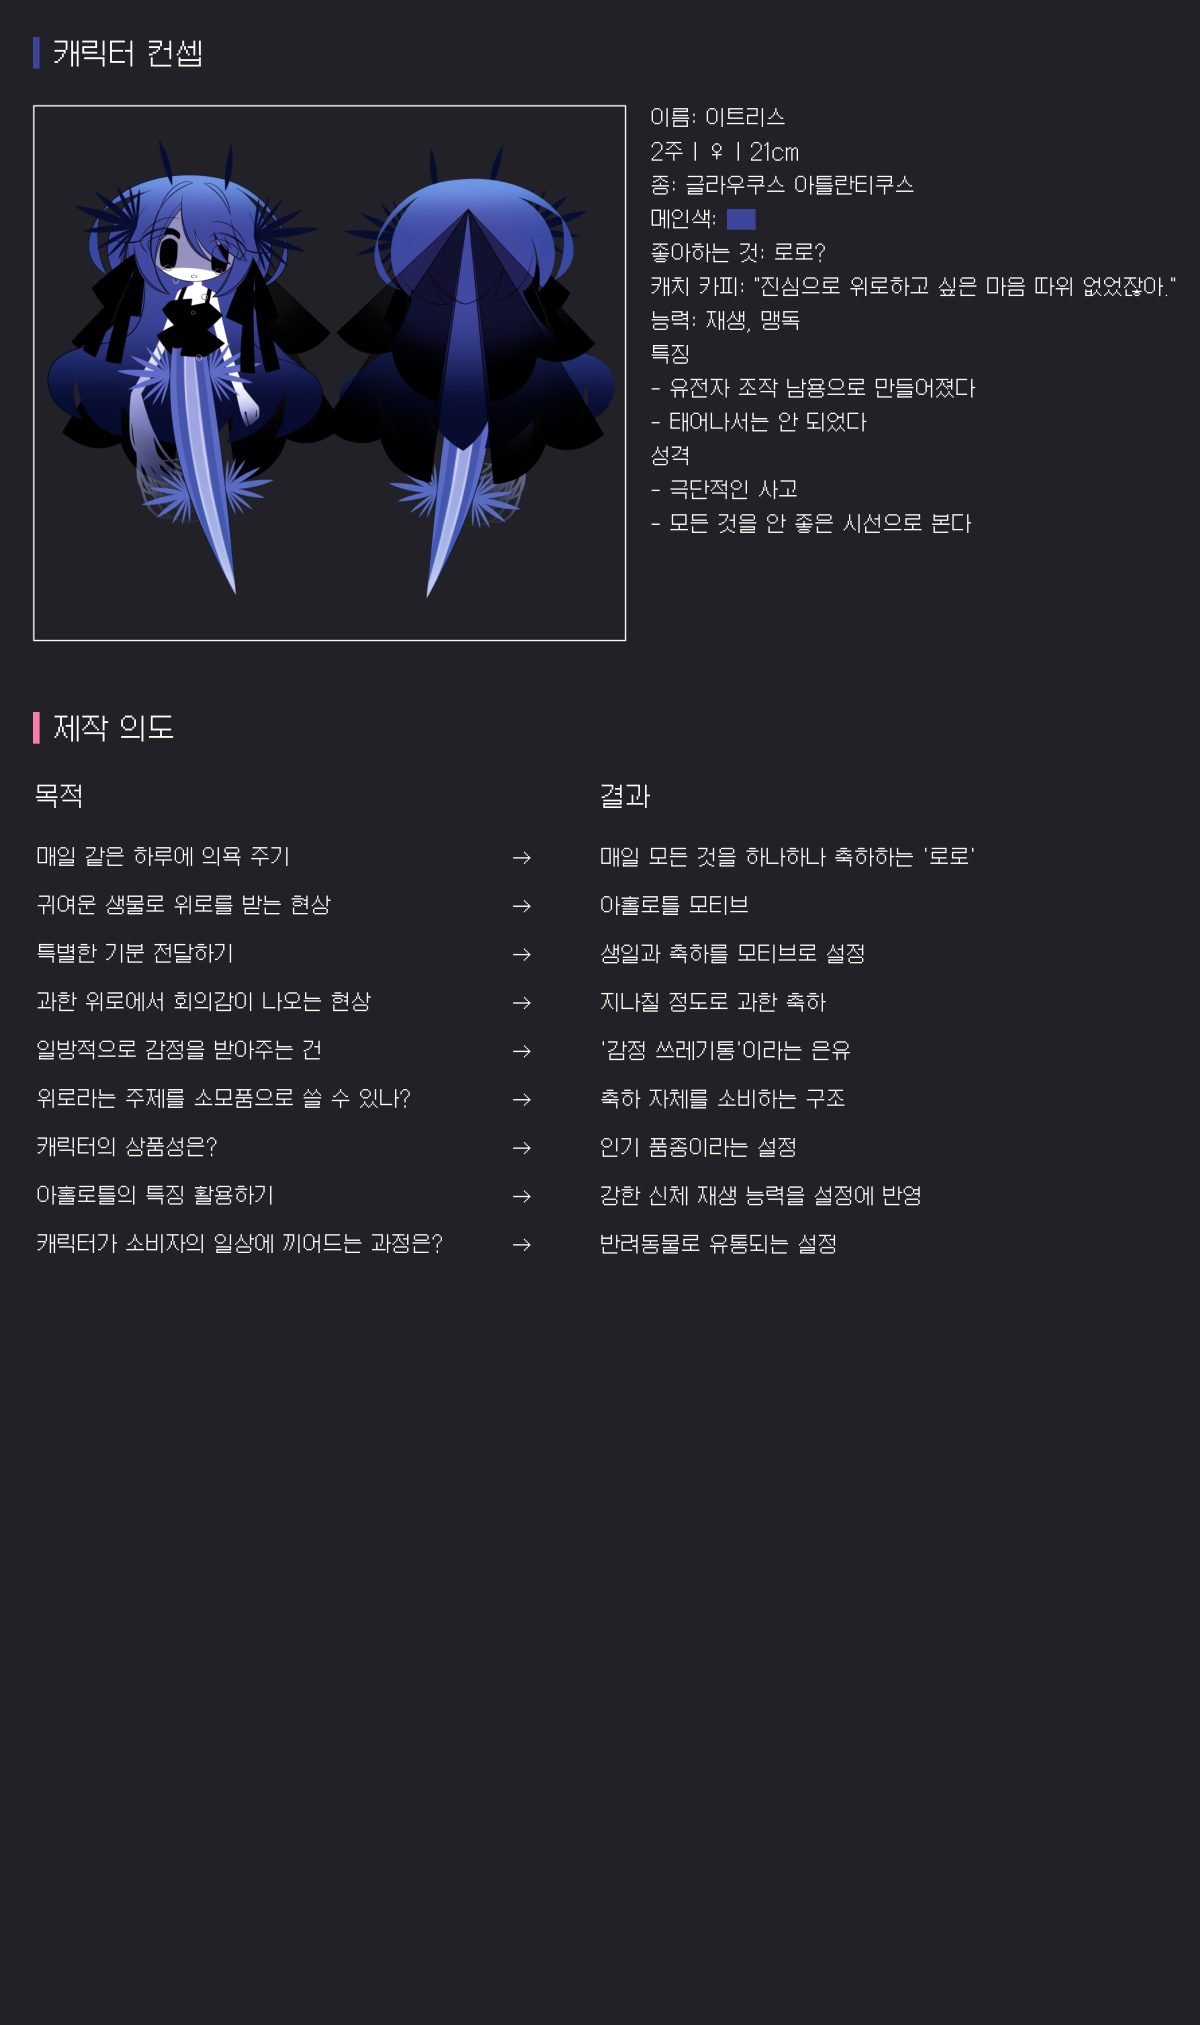 캐릭터 컨셉
이름: 이트리스
2주 | ♀ | 21cm
종: 글라우쿠스 아틀란티쿠스
메인색:
좋아하는 것: 로로?
캐치 카피: "진심으로 위로하고 싶은 마음 따위 없었잖아."
능력: 재생, 맹독
특징
- 유전자 조작 남용으로 만들어졌다
- 태어나서는 안 되었다
성격
- 극단적인 사고
- 모든 것을 안 좋은 시선으로 본다
제작 의도
목적 결과
매일 같은 하루에 의욕 주기 → 매일 모든 것을 하나하나 축하하는 '로로'
귀여운 생물로 위로를 받는 현상 → 아홀로틀 모티브
특별한 기분 전달하기 → 생일과 축하를 모티브로 설정
과한 위로에서 회의감이 나오는 현상 → 지나칠 정도로 과한 축하
일방적으로 감정을 받아주는 건 → '감정 쓰레기통'이라는 은유
위로라는 주제를 소모품으로 쓸 수 있나? → 축하 자체를 소비하는 구조
캐릭터의 상품성은? → 인기 품종이라는 설정
아홀로틀의 특징 활용하기 → 강한 신체 재생 능력을 설정에 반영
캐릭터가 소비자의 일상에 끼어드는 과정은? → 반려동물로 유통되는 설정